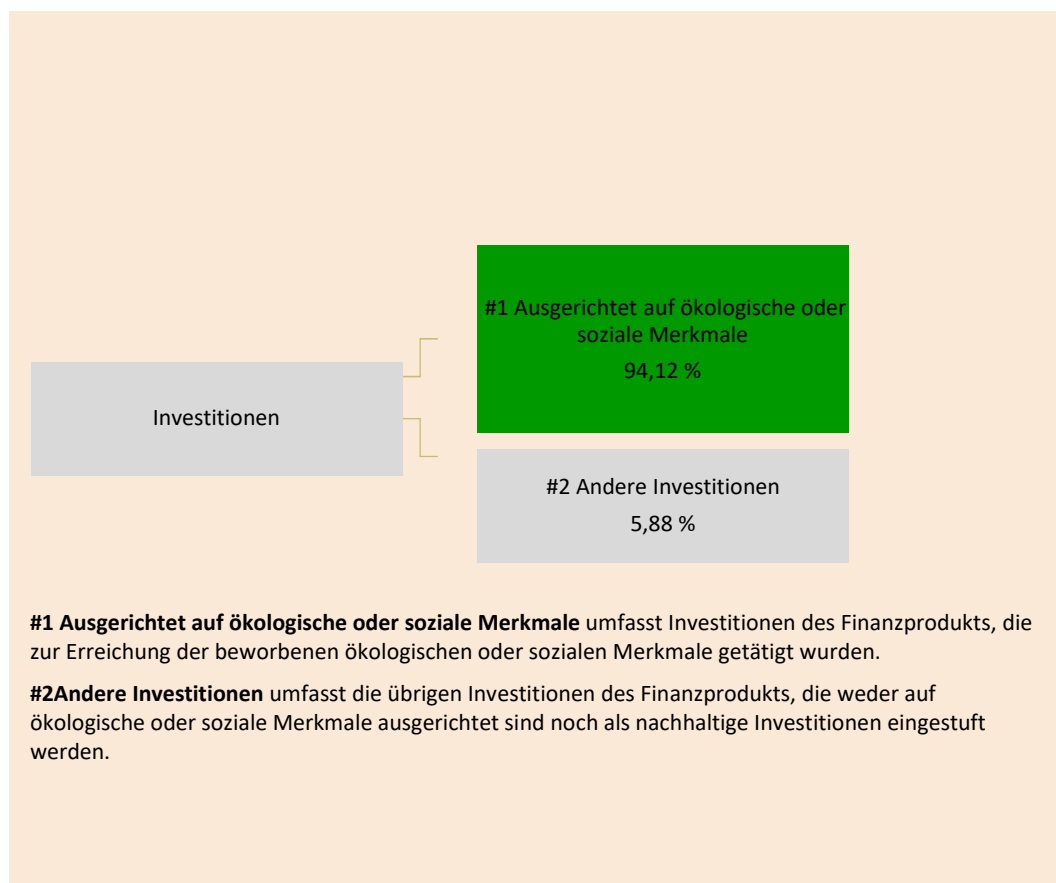 #1 Ausgerichtet auf ökologische oder
soziale Merkmale
94,12 %
Investitionen
#2 Andere Investitionen
5,88 %
#1 Ausgerichtet auf ökologische oder soziale Merkmale umfasst Investitionen des Finanzprodukts, die
zur Erreichung der beworbenen ökologischen oder sozialen Merkmale getätigt wurden.
#2Andere Investitionen umfasst die übrigen Investitionen des Finanzprodukts, die weder auf
ökologische oder soziale Merkmale ausgerichtet sind noch als nachhaltige Investitionen eingestuft
werden.